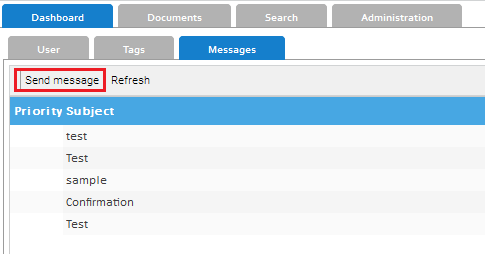 Dashboard Documents Search Administration
User Tags Messages
Send message Refresh
Priority Subject
test
Test
sample
Confirmation
Test